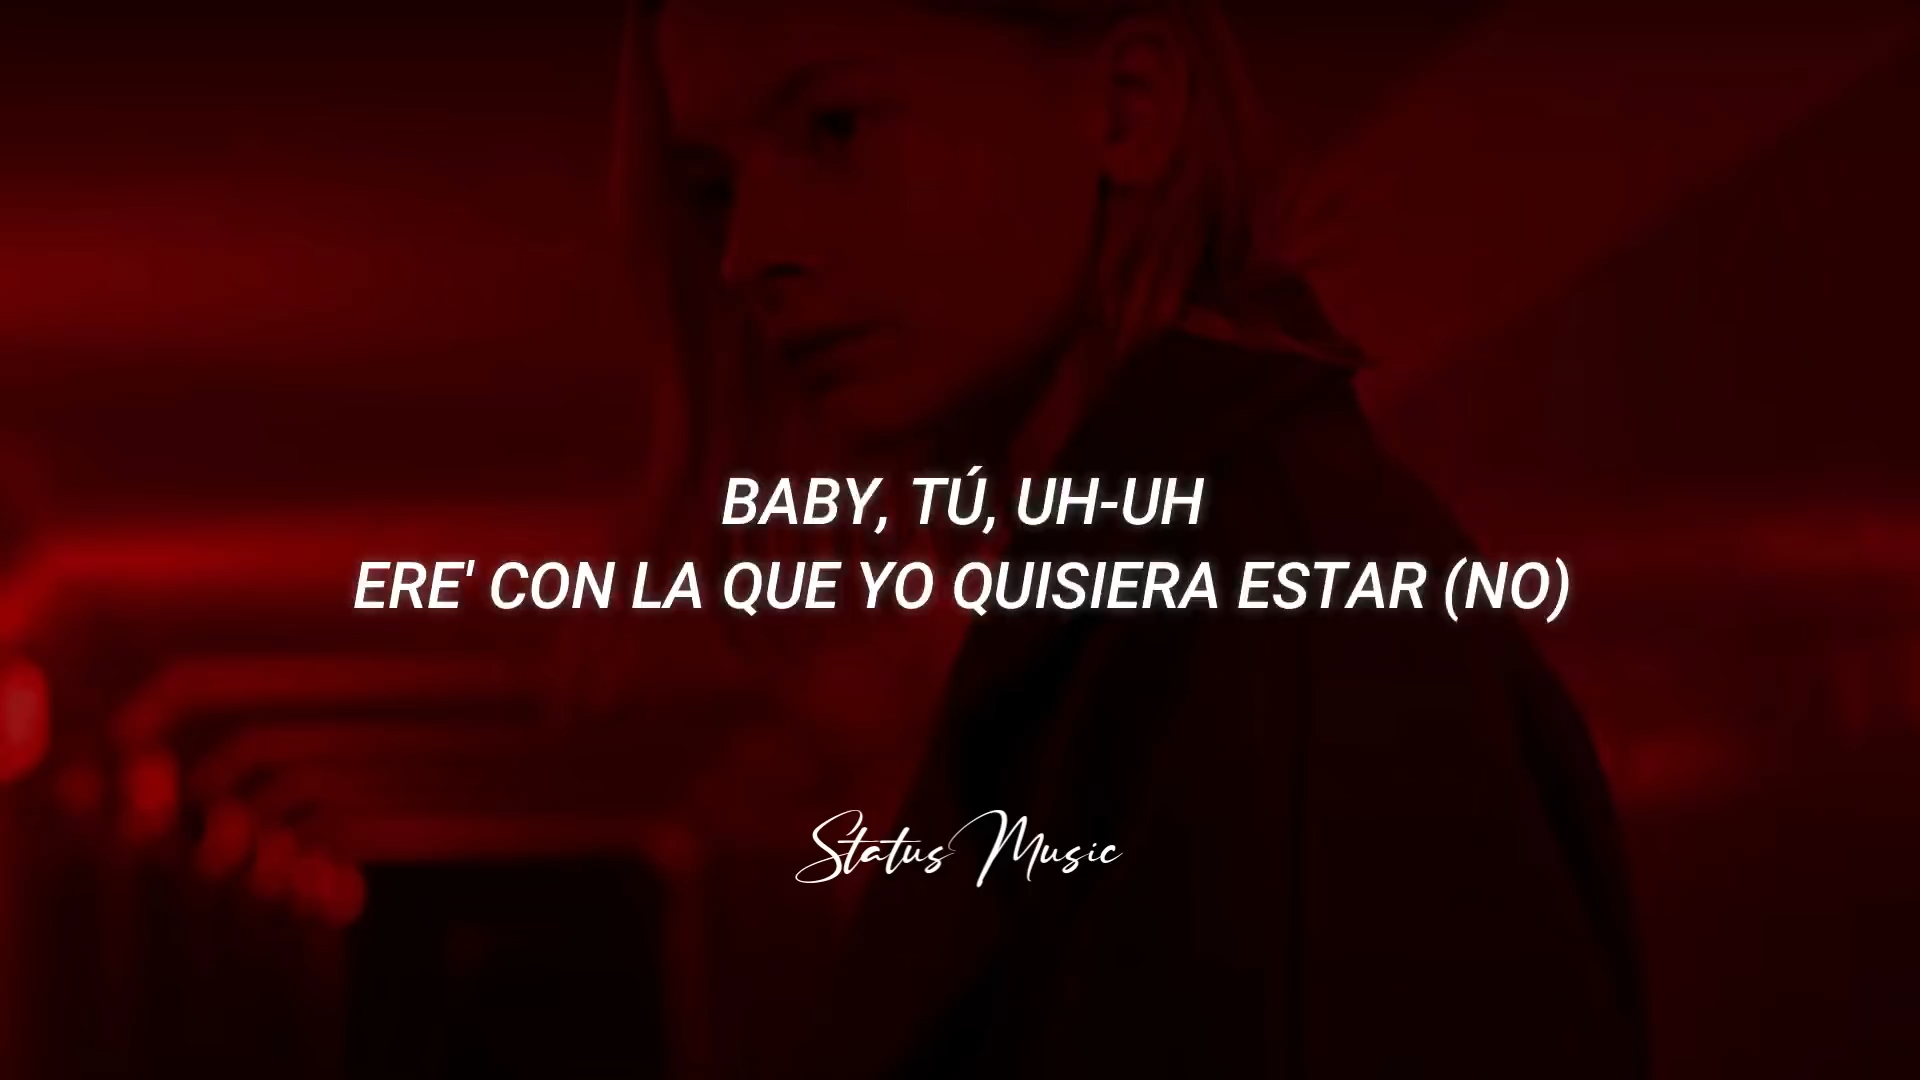 BABY, TÚ, UH-UH
ERE' CON LA QUE YO QUISIERA ESTAR (NO)
Status Music